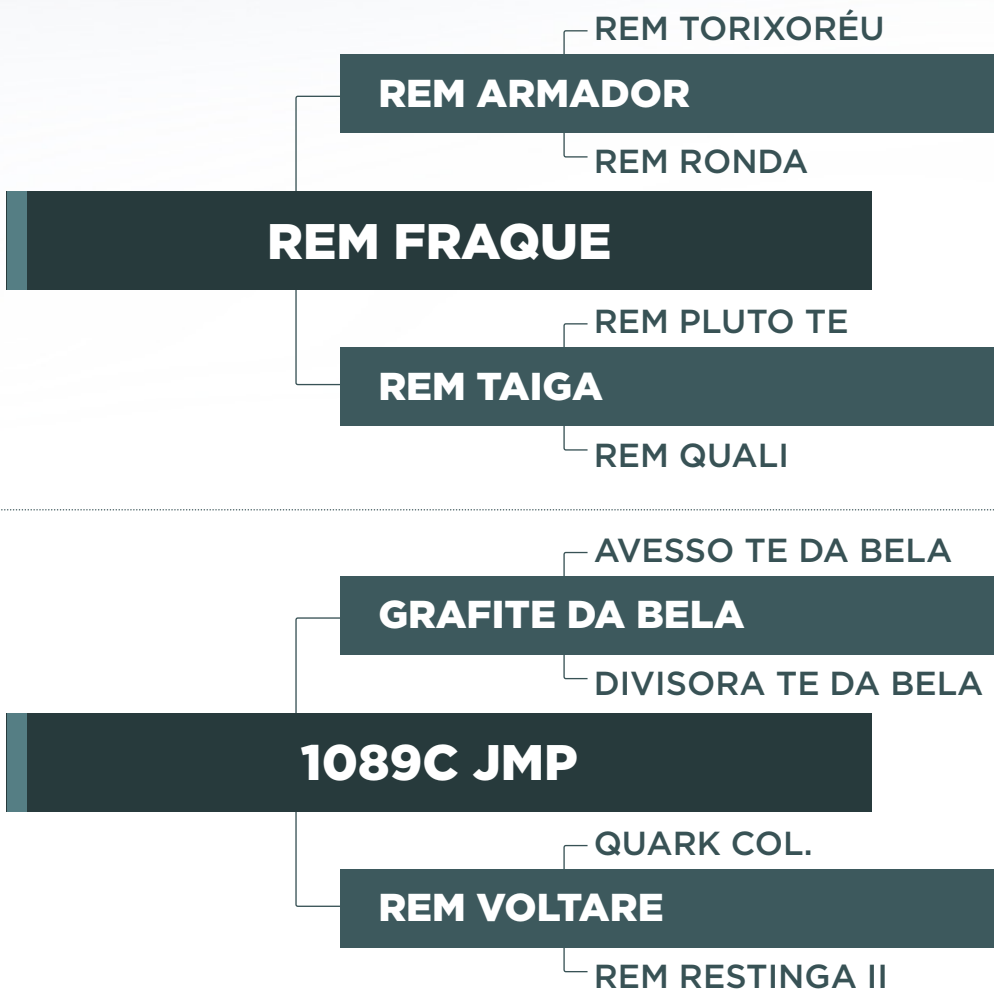 REM TORIXORÉU
REM ARMADOR
REM RONDA
REM FRAQUE
REM PLUTO TE
REM TAIGA
REM QUALI
AVESSO TE DA BELA
GRAFITE DA BELA
DIVISORA TE DA BELA
1089C JMP
QUARK COL.
REM VOLTARE
REM RESTINGA II